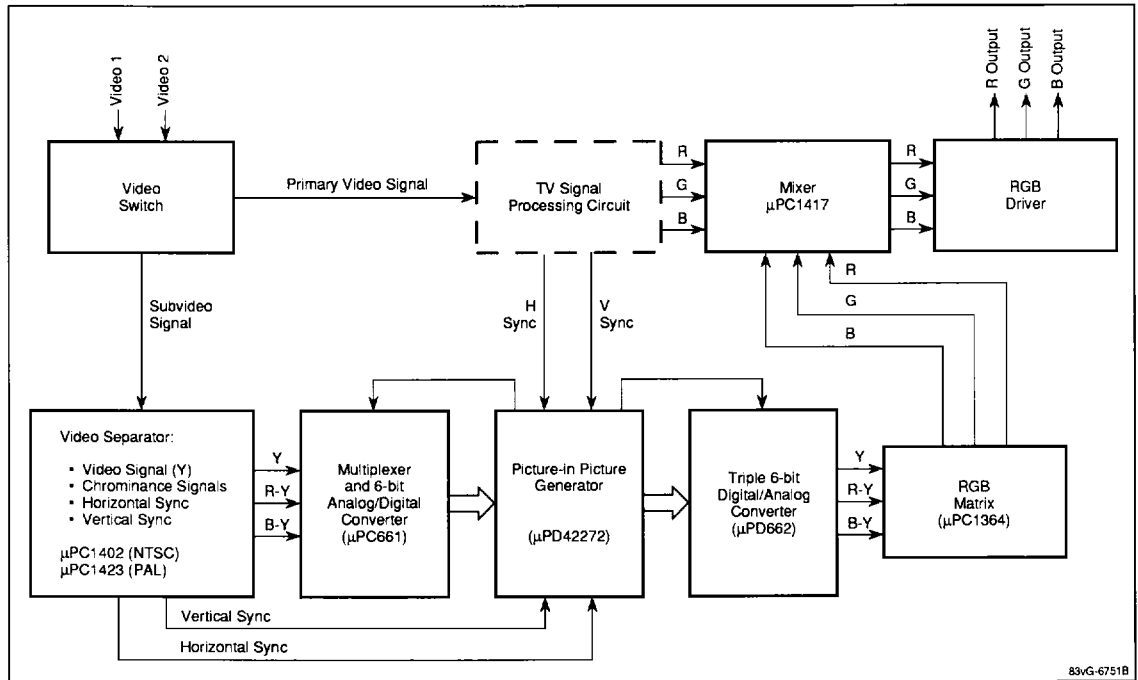 Video 1
Video 2
R Output
G Output
B Output
Video
Switch
Primary Video Signal
TV Signal
Processing Circuit
R
G
B
Mixer
µPC1417
R
G
B
RGB
Driver
Subvideo
Signal
H
Sync
V
Sync
R
G
B
Video Separator:
▪ Video Signal (Y)
▪ Chrominance Signals
▪ Horizontal Sync
▪ Vertical Sync
µPC1402 (NTSC)
µPC1423 (PAL)
Y
R-Y
B-Y
Multiplexer
and 6-bit
Analog/Digital
Converter
(µPC661)
Picture-in Picture
Generator
(µPD42272)
Triple 6-bit
Digital/Analog
Converter
(µPD662)
Y
R-Y
B-Y
RGB
Matrix
(µPC1364)
Vertical Sync
Horizontal Sync
83vG-6751B